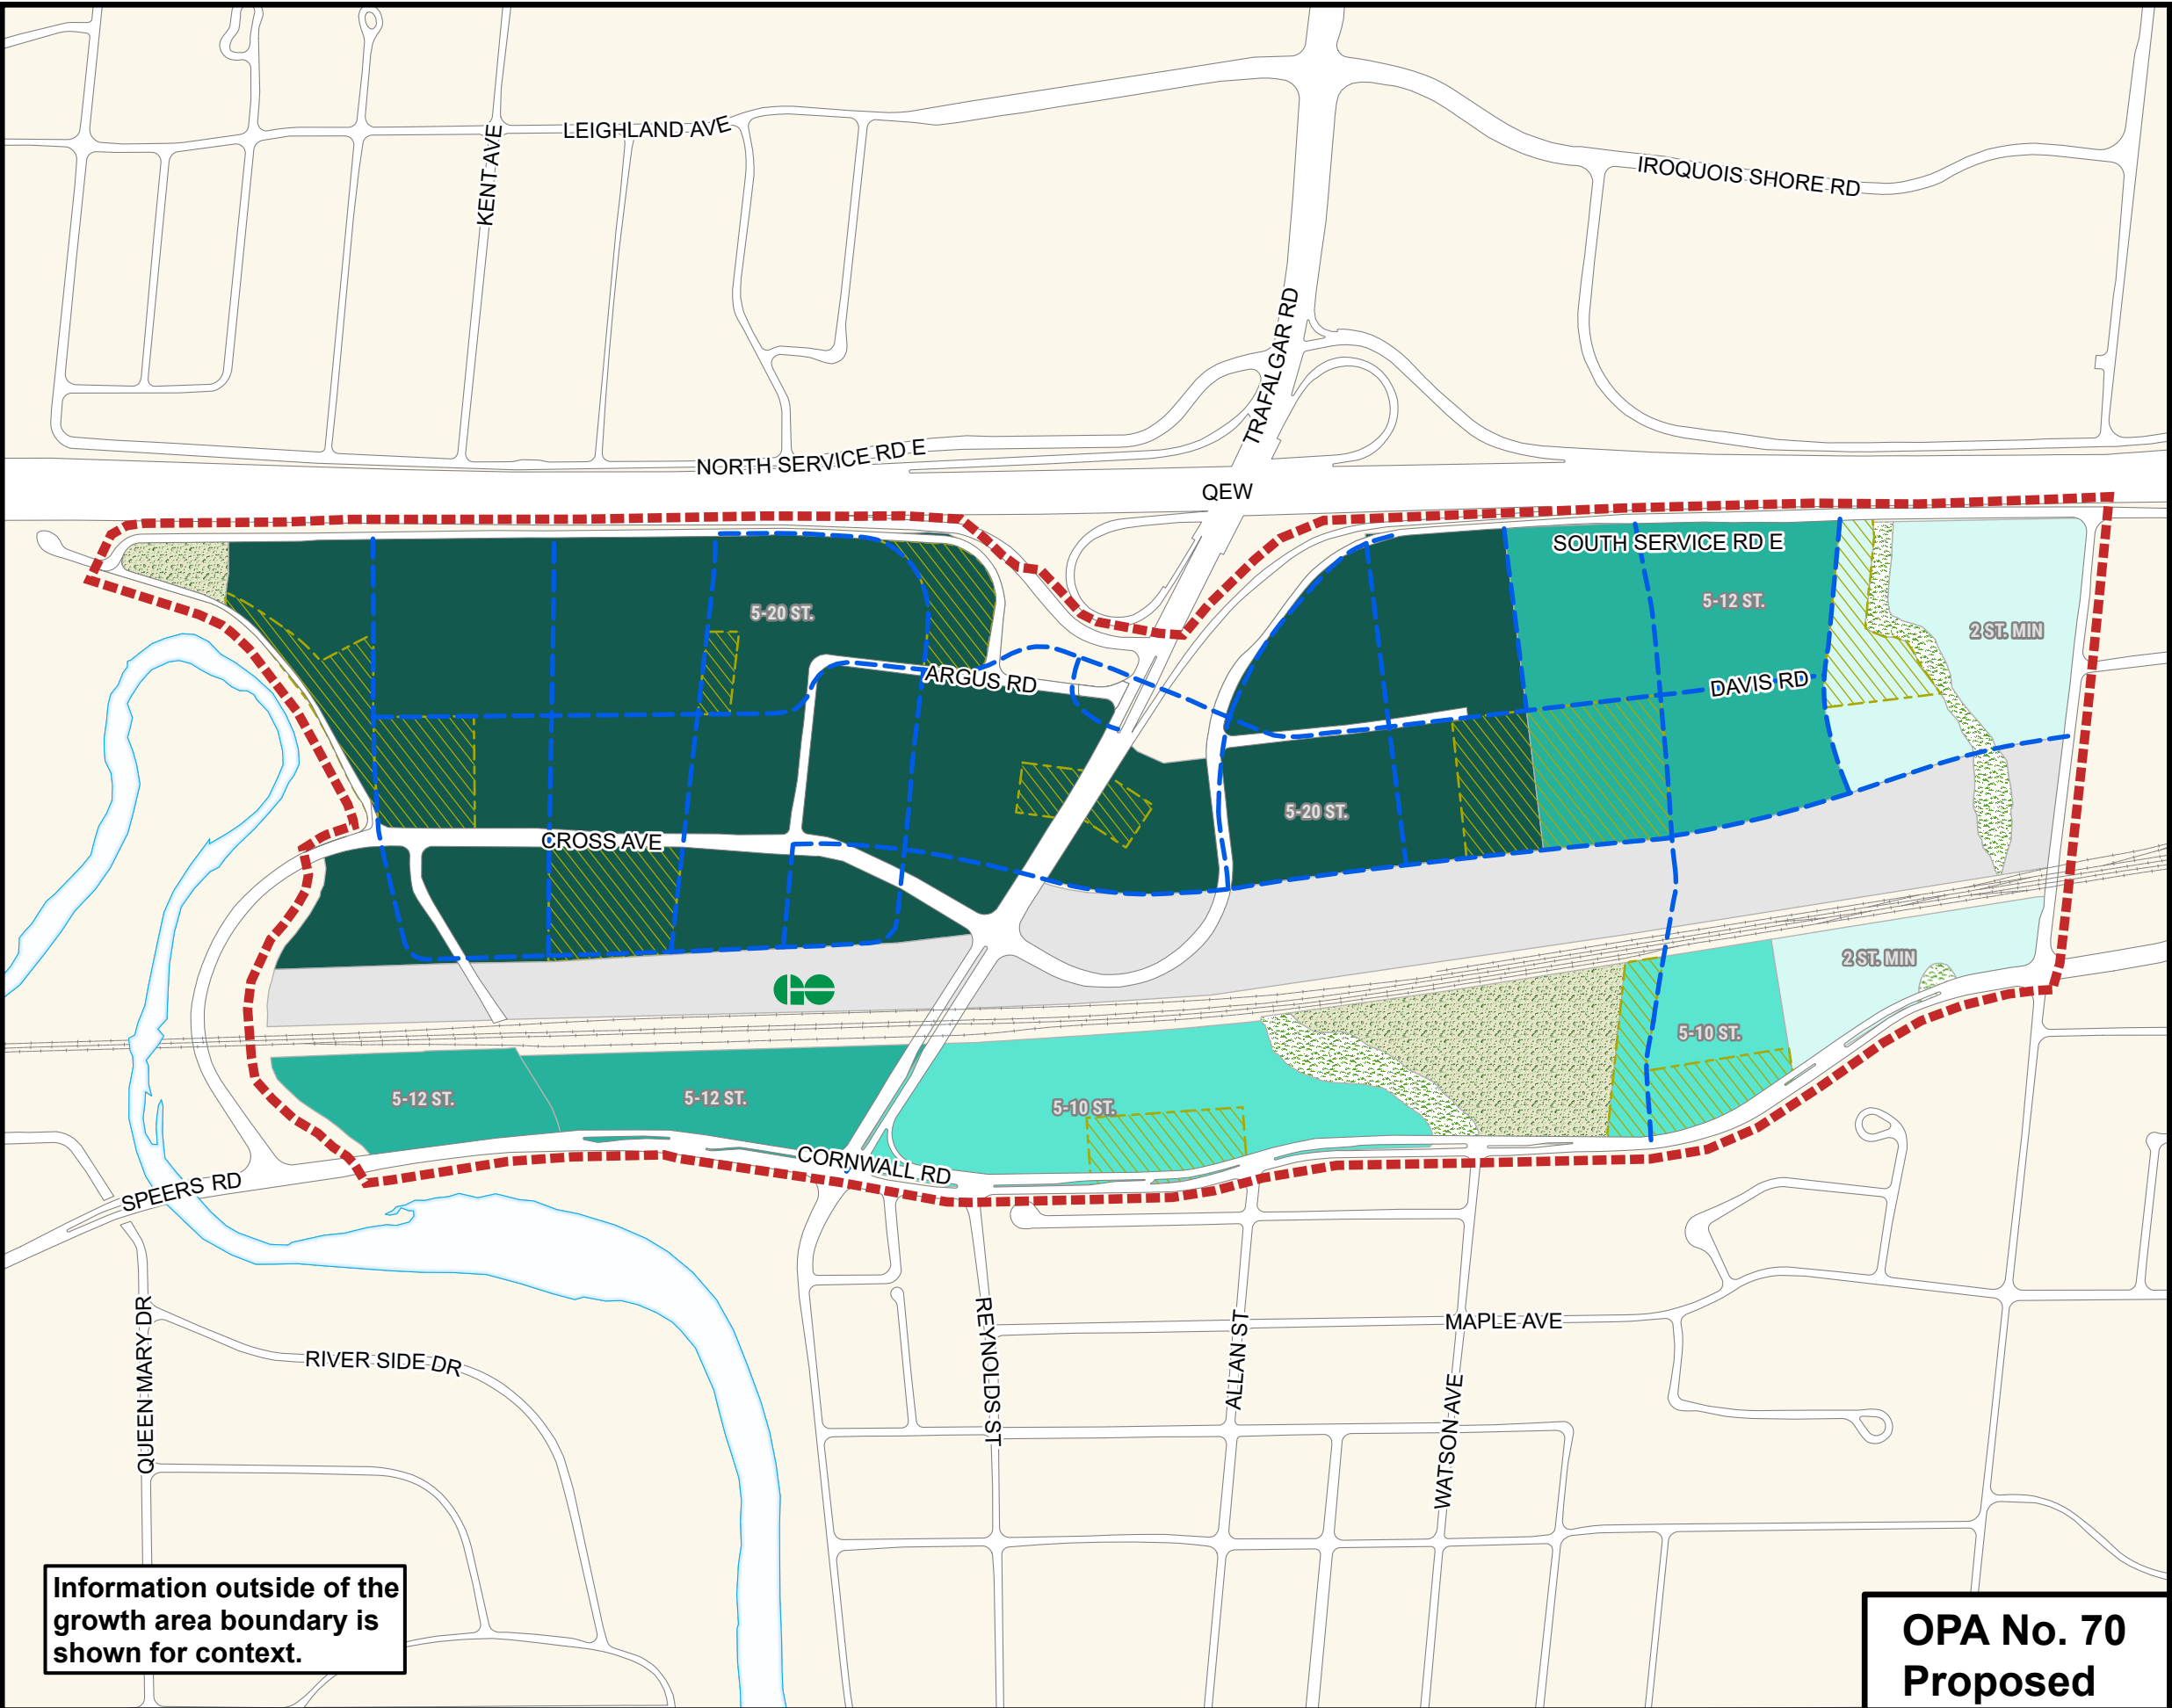 LEIGHLAND AVE
KENT AVE
IROQUOIS SHORE RD
TRAFALGAR RD
NORTH SERVICE RD E
QEW
SOUTH SERVICE RD E
5-20 ST.
5-12 ST.
2 ST. MIN
ARGUS RD
DAVIS RD
5-20 ST.
CROSS AVE
2 ST. MIN
GO
5-10 ST.
5-12 ST.
5-12 ST.
5-10 ST.
CORNWALL RD
SPEERS RD
QUEEN MARY DR
RIVER SIDE DR
REYNOLDS ST
ALLAN ST
MAPLE AVE
WATSON AVE
Information outside of the
growth area boundary is
shown for context.
OPA No. 70
Proposed